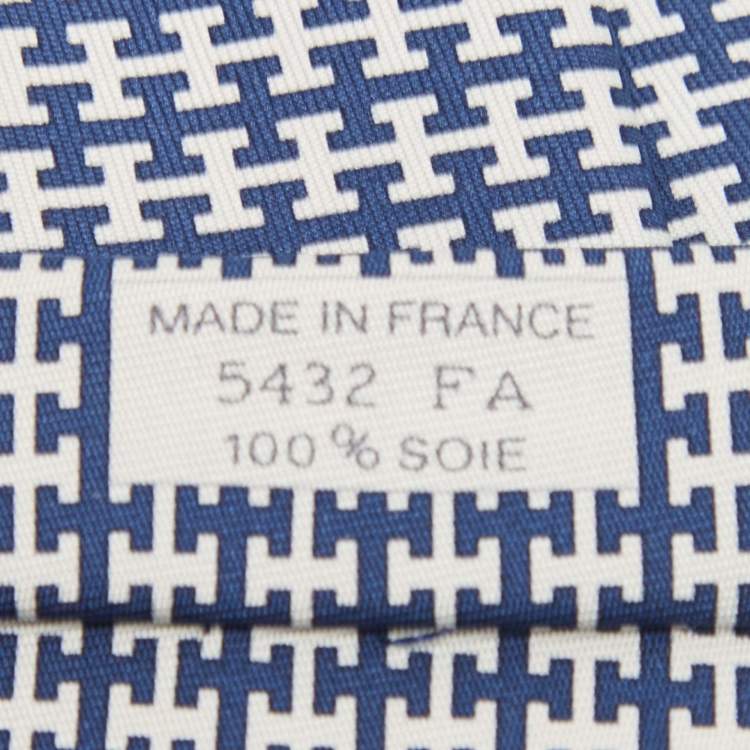 MADE IN FRANCE
5432 FA
100% SOIE